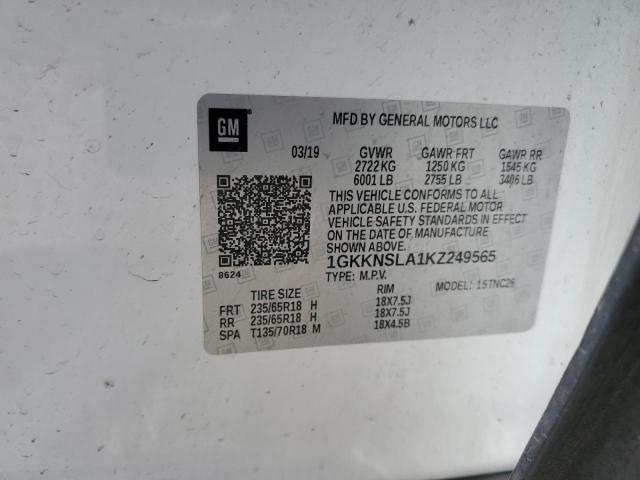 GM
MFD BY GENERAL MOTORS LLC
03/19 GVWR GAWR FRT GAWR RR
2722 KG 1250 KG 1545 KG
6001 LB 2755 LB 3406 LB
THIS VEHICLE CONFORMS TO ALL
APPLICABLE U.S. FEDERAL MOTOR
VEHICLE SAFETY STANDARDS IN EFFECT
ON THE DATE OF MANUFACTURE
SHOWN ABOVE.
1GKKNSLA1KZ249565
8624
TYPE: M.P.V. MODEL: 1STNC26
TIRE SIZE RIM
FRT 235/65R18 H 18X7.5J
RR 235/65R18 H 18X7.5J
SPA T135/70R18 M 18X4.5B